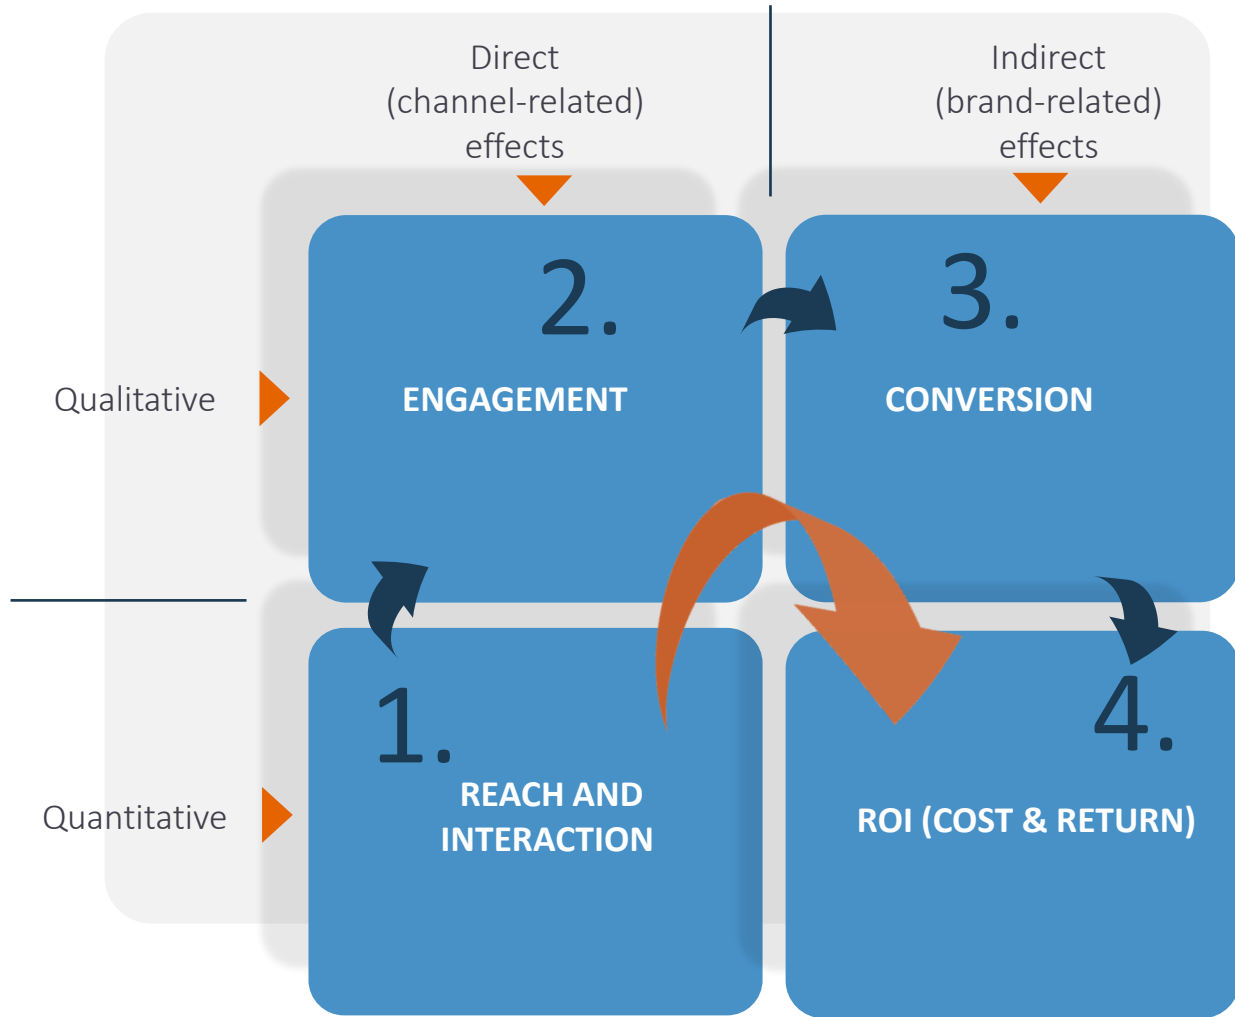 Direct
(channel-related)
effects
Indirect
(brand-related)
effects
2.
3.
Qualitative
ENGAGEMENT
CONVERSION
1.
4.
Quantitative
REACH AND
INTERACTION
ROI (COST & RETURN)